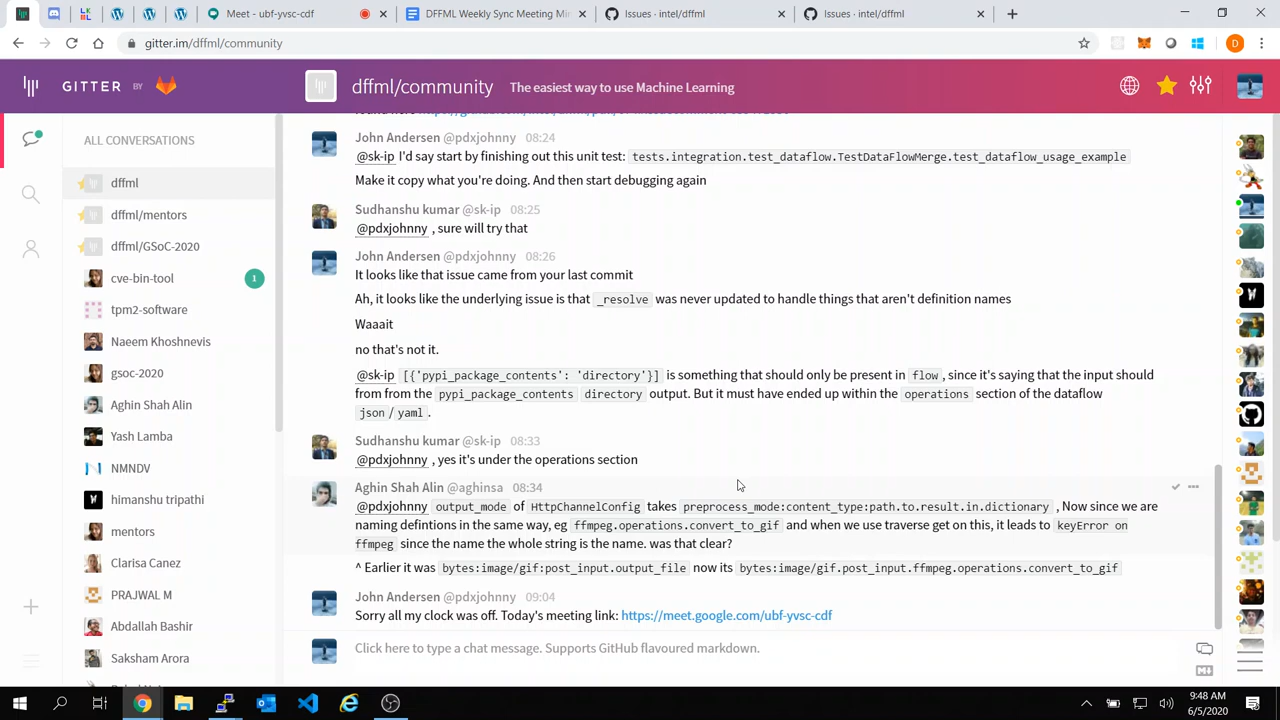 Meet - ubf-yvsc-cdf
DFFML Weekly Sync Meeting Min
Issues · intel/dffml
Issues · intel/dffml
gitter.im/dffml/community
D
GITTER BY
dffml/community
The easiest way to use Machine Learning
ALL CONVERSATIONS
dffml
dffml/mentors
dffml/GSoC-2020
cve-bin-tool
1
tpm2-software
Naeem Khoshnevis
gsoc-2020
Aghin Shah Alin
Yash Lamba
NMNDV
himanshu tripathi
mentors
Clarisa Canez
PRAJWAL M
Abdallah Bashir
Saksham Arora
John Andersen @pdxjohnny 08:24
@sk-ip I'd say start by finishing out this unit test: tests.integration.test_dataflow.TestDataFlowMerge.test_dataflow_usage_example
Make it copy what you're doing. And then start debugging again
Sudhanshu kumar @sk-ip 08:25
@pdxjohnny , sure will try that
John Andersen @pdxjohnny 08:26
It looks like that issue came from your last commit
Ah, it looks like the underlying issue is that _resolve was never updated to handle things that aren't definition names
Waaait
no that's not it.
@sk-ip [{'pypi_package_contents': 'directory'}] is something that should only be present in flow , since it's saying that the input should
from from the pypi_package_contents directory output. But it must have ended up within the operations section of the dataflow
json / yaml .
Sudhanshu kumar @sk-ip 08:33
@pdxjohnny , yes it's under the operations section
Aghin Shah Alin @aghinsa 08:34
@pdxjohnny output_mode of HttpChannelConfig takes preprocess_mode:content_type:path.to.result.in.dictionary , Now since we are
naming defintions in the same way, eg ffmpeg.operations.convert_to_gif and when we use traverse get on this, it leads to keyError on
ffmpeg since the name the whole string is the name. was that clear?
^ Earlier it was bytes:image/gif:post_input.output_file now its bytes:image/gif.post_input.ffmpeg.operations.convert_to_gif
John Andersen @pdxjohnny 09:04
Sorry all my clock was off. Today's meeting link: https://meet.google.com/ubf-yvsc-cdf
Click here to type a chat message. Supports GitHub flavoured markdown.
9:48 AM
6/5/2020